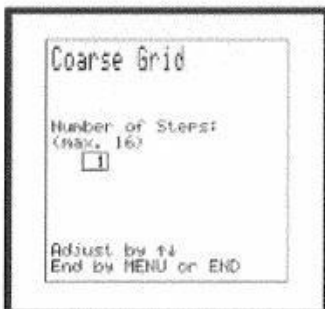 Coarse Grid
Number of Steps:
(max. 16)
1
Adjust by ↑↓
End by MENU or END